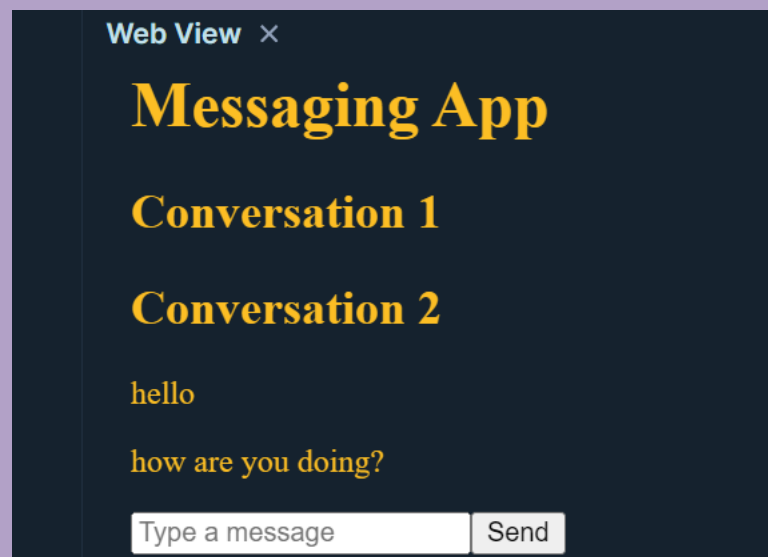 Web View ×
Messaging App
Conversation 1
Conversation 2
hello
how are you doing?
Type a message Send